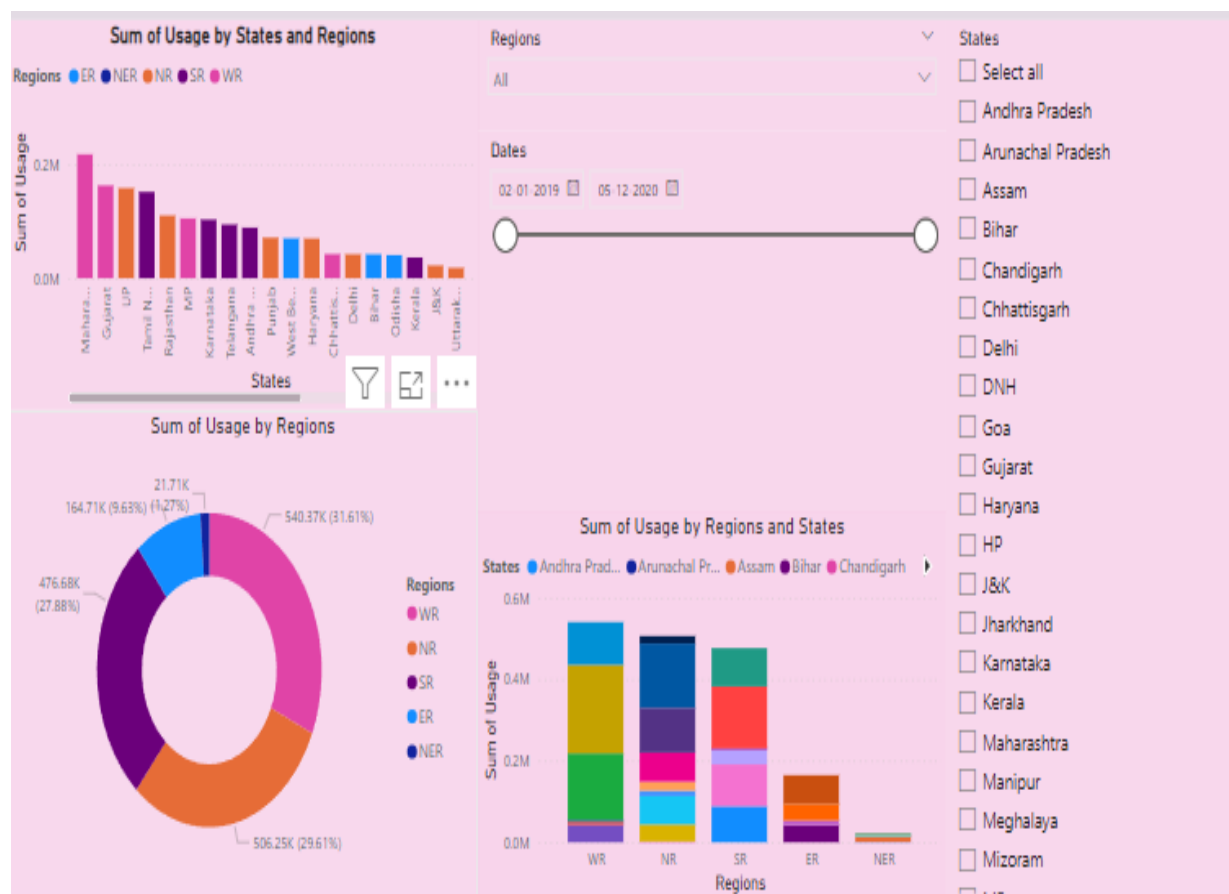 Sum of Usage by States and Regions
Regions ER NER NR SR WR
Sum of Usage
0.2M
0.0M
Mahara...
Gujarat
UP
Tamil N...
Rajasthan
MP
Karnataka
Telangana
Andhra ...
Punjab
West Be...
Haryana
Chhattis...
Delhi
Bihar
Odisha
Kerala
J&K
Uttarak...
States
Regions
All
Dates
02-01-2019 05-12-2020
States
Select all
Andhra Pradesh
Arunachal Pradesh
Assam
Bihar
Chandigarh
Chhattisgarh
Delhi
DNH
Goa
Gujarat
Haryana
HP
J&K
Jharkhand
Karnataka
Kerala
Maharashtra
Manipur
Meghalaya
Mizoram
Sum of Usage by Regions
21.71K
(1.27%)
164.71K (9.63%)
540.37K (31.61%)
476.68K
(27.88%)
506.25K (29.61%)
Regions
WR
NR
SR
ER
NER
Sum of Usage by Regions and States
States Andhra Prad... Arunachal Pr... Assam Bihar Chandigarh
Sum of Usage
0.6M
0.4M
0.2M
0.0M
WR NR SR ER NER
Regions